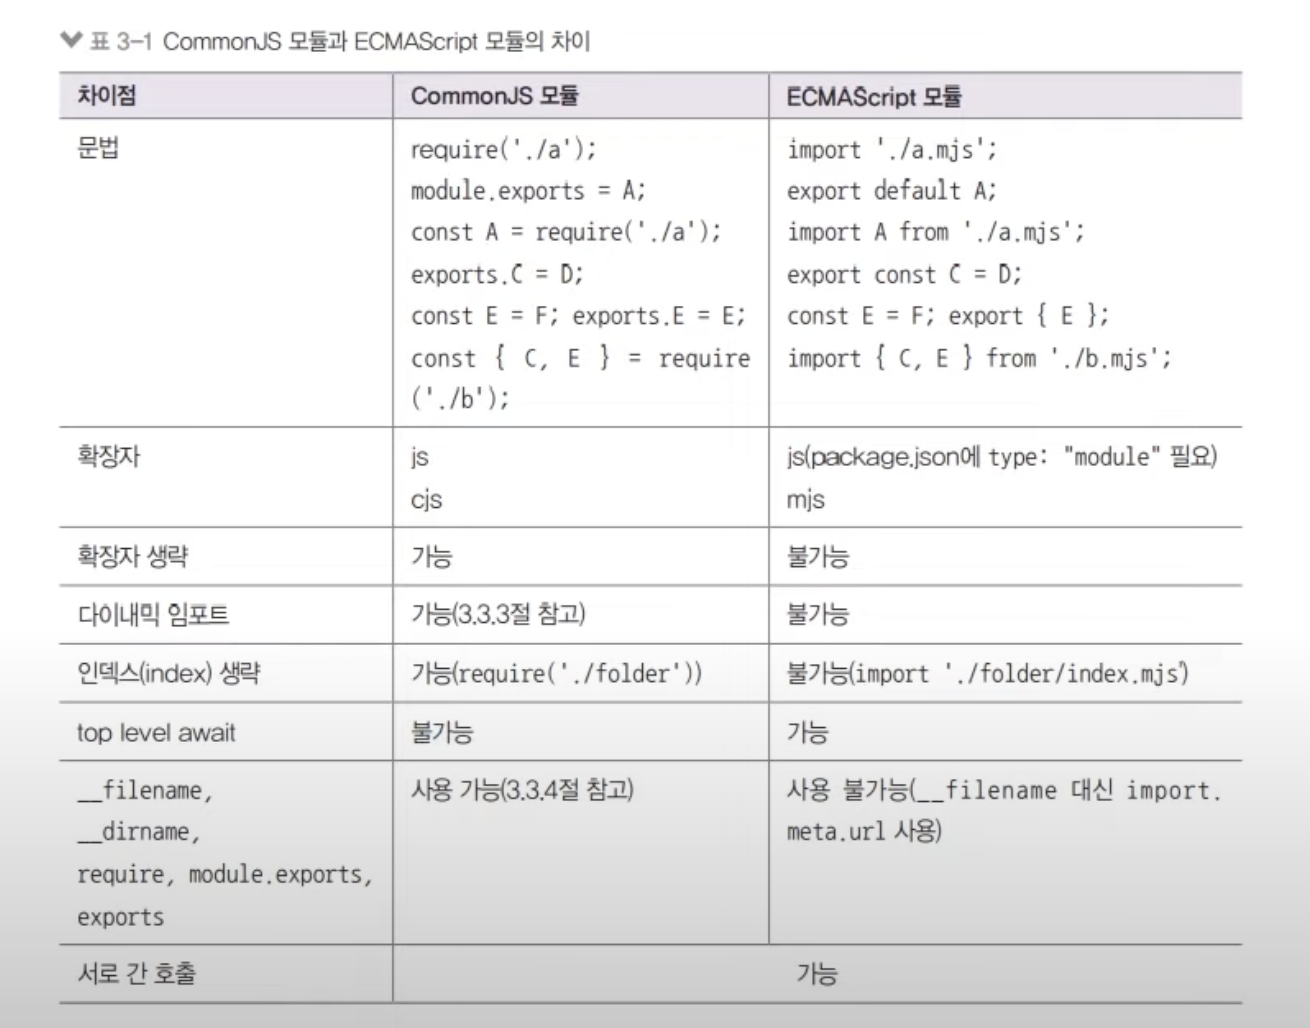 표 3-1 CommonJS 모듈과 ECMAScript 모듈의 차이
차이점 CommonJS 모듈 ECMAScript 모듈
문법
require('./a');
module.exports = A;
const A = require('./a');
exports.C = D;
const E = F; exports.E = E;
const { C, E } = require
('./b');
import './a.mjs';
export default A;
import A from './a.mjs';
export const C = D;
const E = F; export { E };
import { C, E } from './b.mjs';
확장자
js
cjs
js(package.json에 type: "module" 필요)
mjs
확장자 생략 가능 불가능
다이내믹 임포트 가능(3.3.3절 참고) 불가능
인덱스(index) 생략 가능(require('./folder')) 불가능(import './folder/index.mjs')
top level await 불가능 가능
__filename,
__dirname,
require, module.exports,
exports
사용 가능(3.3.4절 참고)
사용 불가능(__filename 대신 import.
meta.url 사용)
서로 간 호출 가능